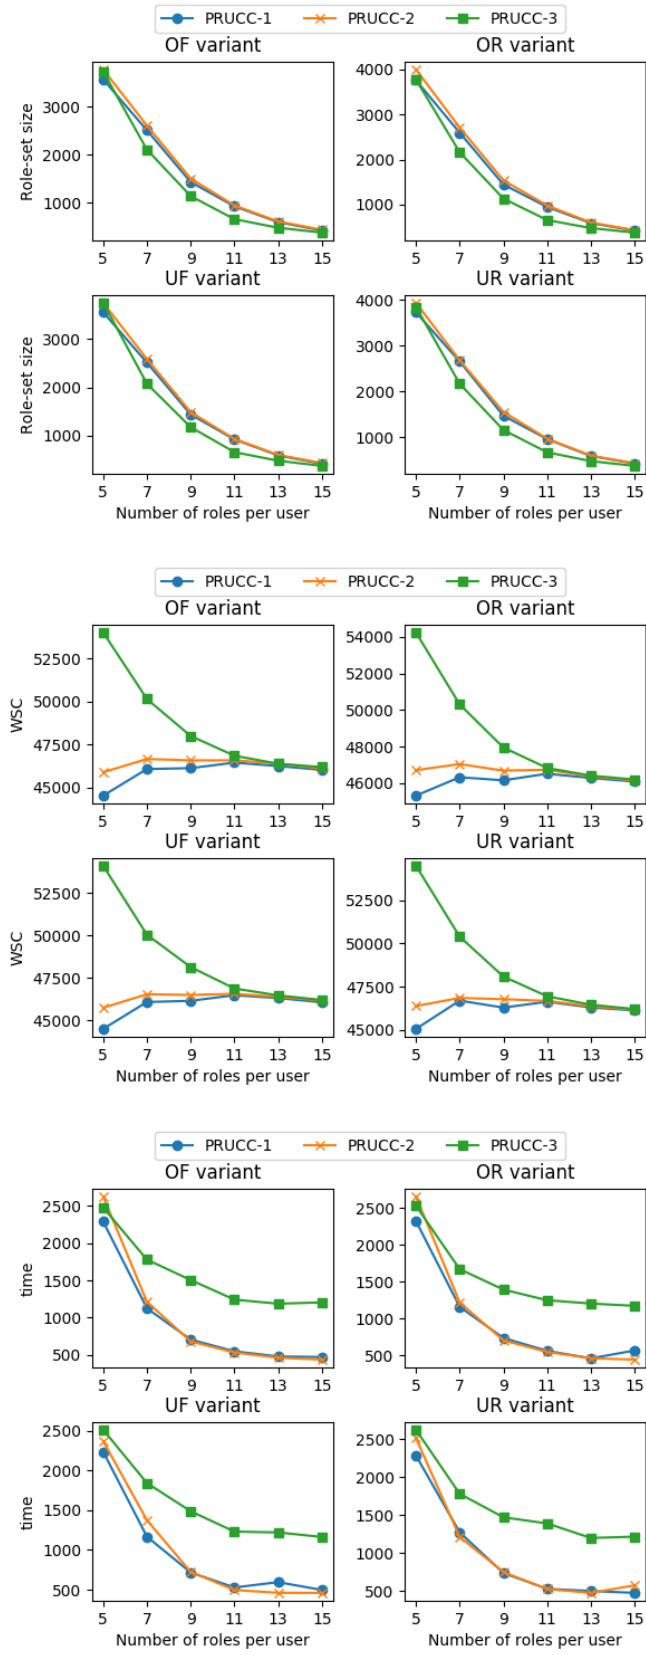 PRUCC-1 PRUCC-2 PRUCC-3
OF variant OR variant
Role-set size
3000
2000
1000
4000
3000
2000
1000
5 7 9 11 13 15 5 7 9 11 13 15
UF variant UR variant
Role-set size
3000
2000
1000
4000
3000
2000
1000
5 7 9 11 13 15 5 7 9 11 13 15
Number of roles per user Number of roles per user
PRUCC-1 PRUCC-2 PRUCC-3
OF variant OR variant
WSC
52500
50000
47500
45000
54000
52000
50000
48000
46000
5 7 9 11 13 15 5 7 9 11 13 15
UF variant UR variant
WSC
52500
50000
47500
45000
52500
50000
47500
45000
5 7 9 11 13 15 5 7 9 11 13 15
Number of roles per user Number of roles per user
PRUCC-1 PRUCC-2 PRUCC-3
OF variant OR variant
time
2500
2000
1500
1000
500
2500
2000
1500
1000
500
5 7 9 11 13 15 5 7 9 11 13 15
UF variant UR variant
time
2500
2000
1500
1000
500
2500
2000
1500
1000
500
5 7 9 11 13 15 5 7 9 11 13 15
Number of roles per user Number of roles per user